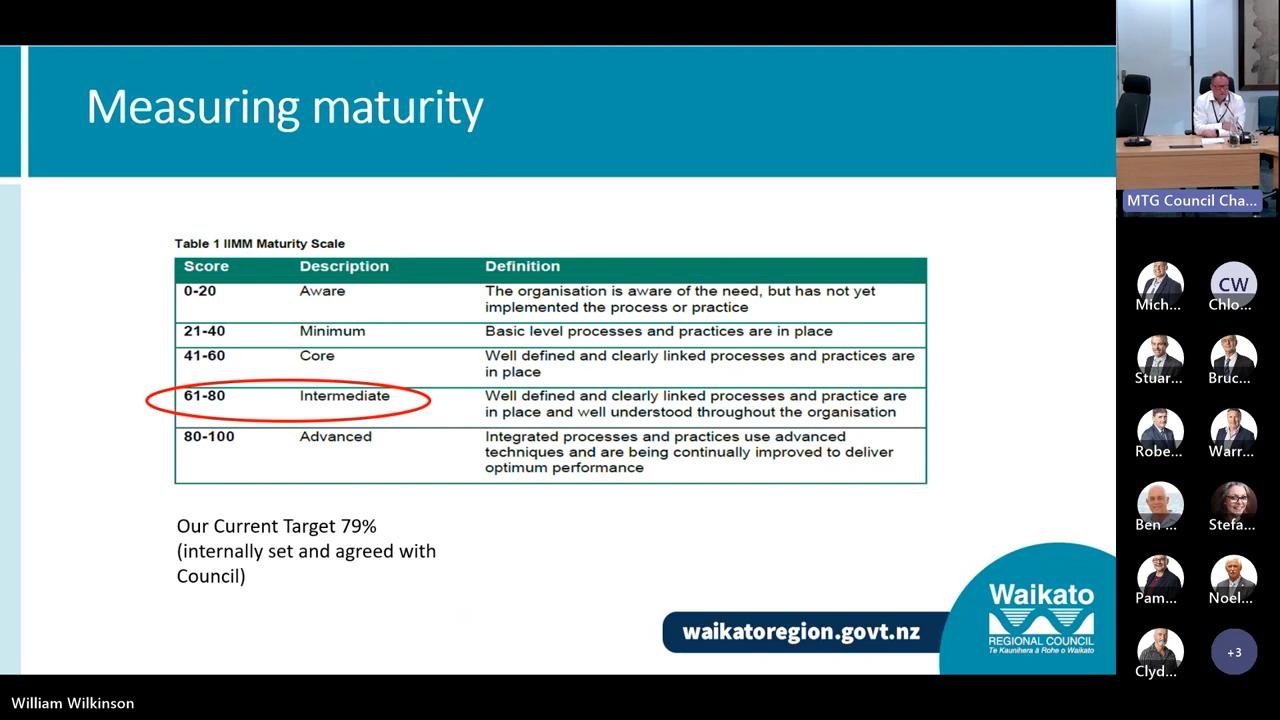 Measuring maturity
Table 1 IIMM Maturity Scale
Score Description Definition
0-20 Aware The organisation is aware of the need, but has not yet
implemented the process or practice
21-40 Minimum Basic level processes and practices are in place
41-60 Core Well defined and clearly linked processes and practices are
in place
61-80 Intermediate Well defined and clearly linked processes and practice are
in place and well understood throughout the organisation
80-100 Advanced Integrated processes and practices use advanced
techniques and are being continually improved to deliver
optimum performance
Our Current Target 79%
(internally set and agreed with
Council)
waikatoregion.govt.nz
Waikato
REGIONAL COUNCIL
Te Kaunihera ā Rohe o Waikato
William Wilkinson
MTG Council Cha...
CW
Mich...
Chlo...
Stuar...
Bruc...
Robe...
Warr...
Ben ...
Stefa...
Pam...
Noel...
Clyd...
+3